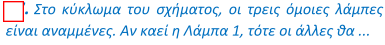 . Στο κύκλωμα του σχήματος, οι τρεις όμοιες λάμπες
είναι αναμμένες. Αν καεί η Λάμπα 1, τότε οι άλλες θα ...